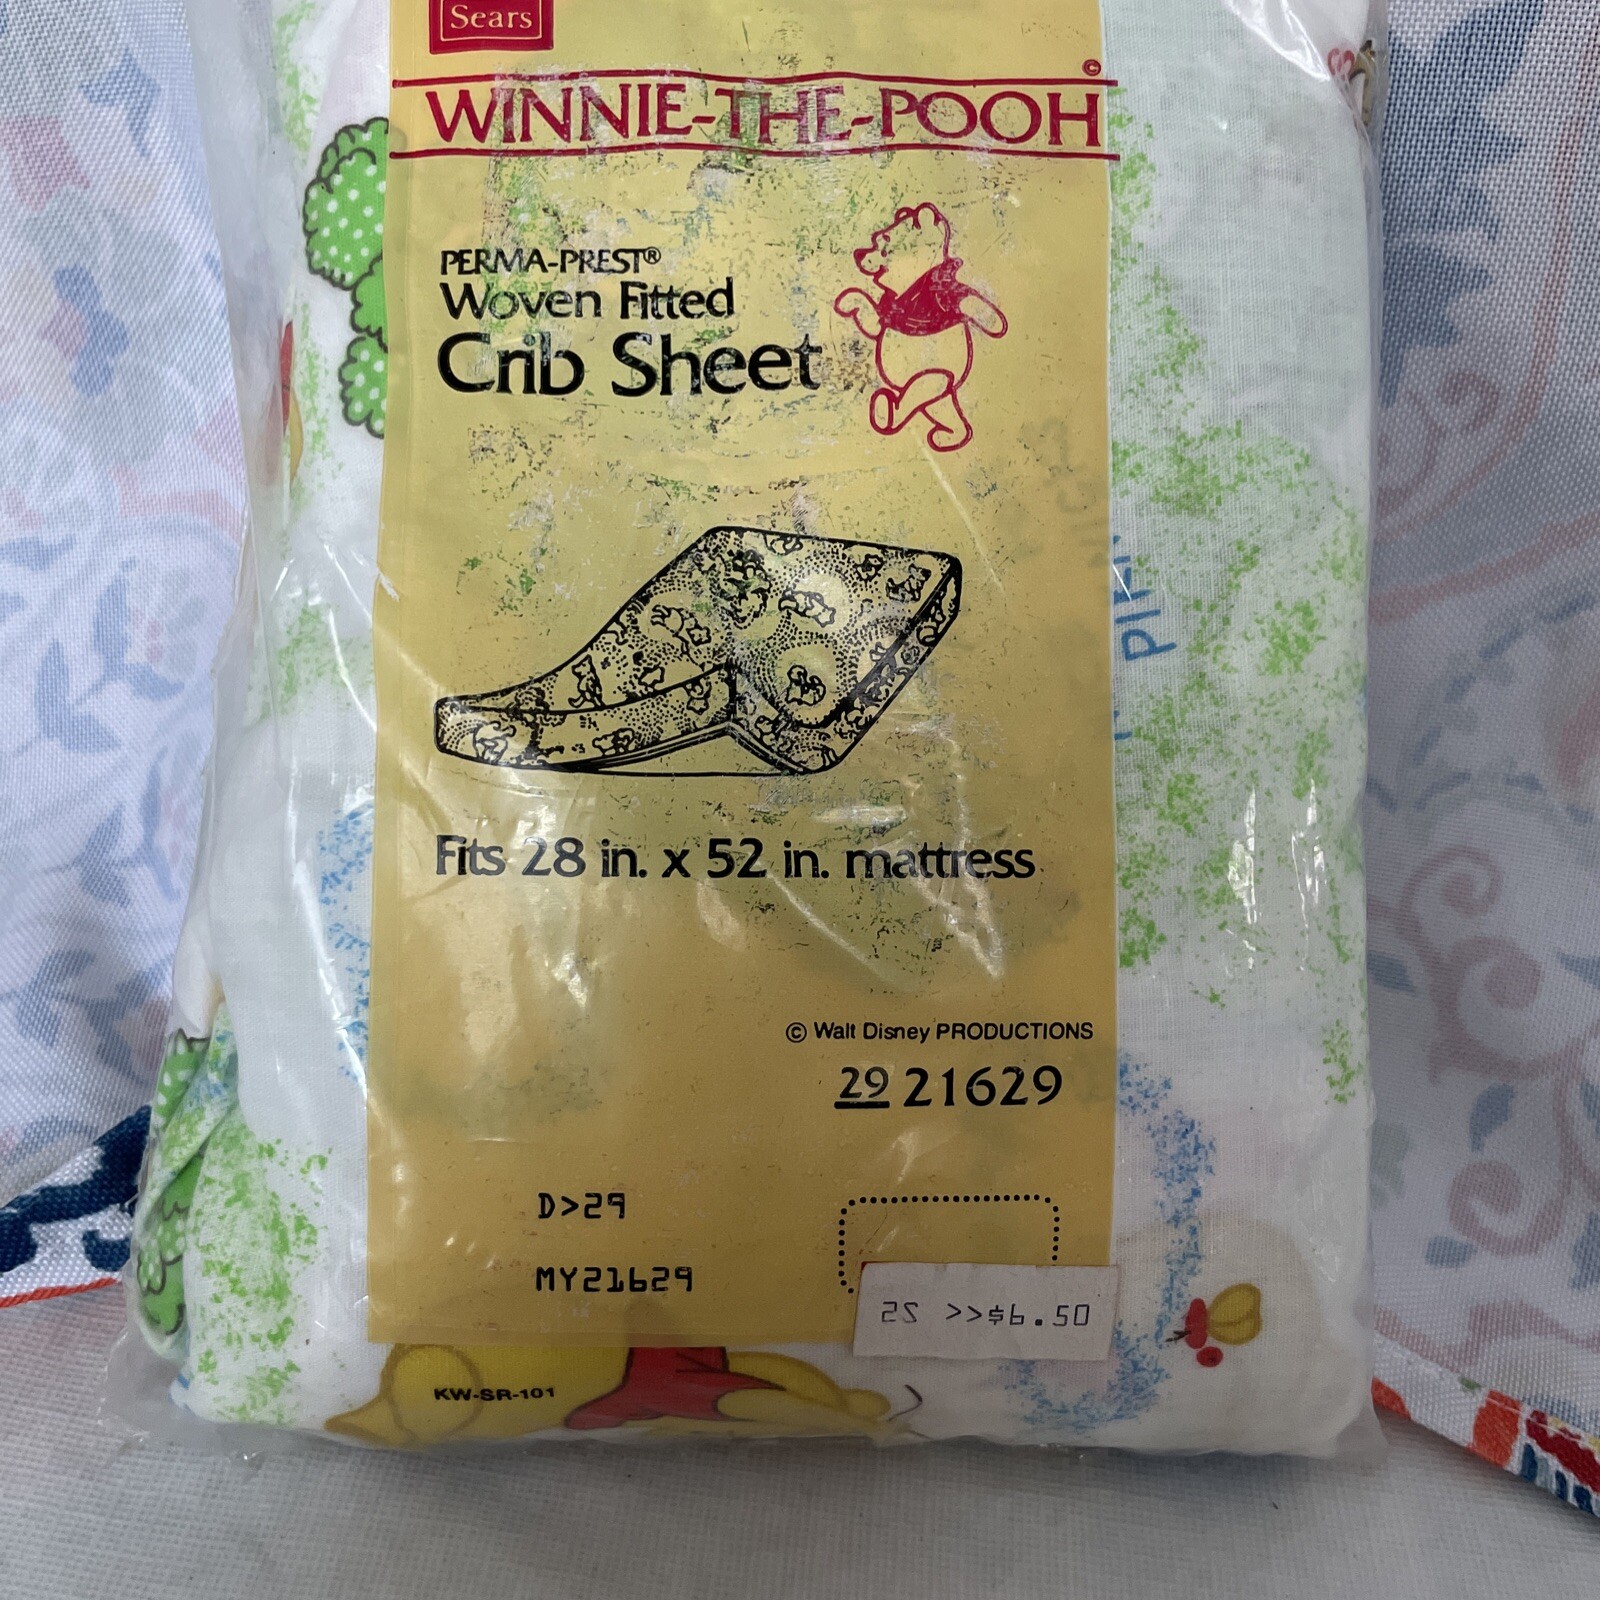 Sears
©
WINNIE-THE-POOH
PERMA-PREST®
Woven Fitted
Crib Sheet
Fits 28 in. x 52 in. mattress
© Walt Disney PRODUCTIONS
29 21629
D>29
MY21629
2S >>$6.50
KW-SR-101